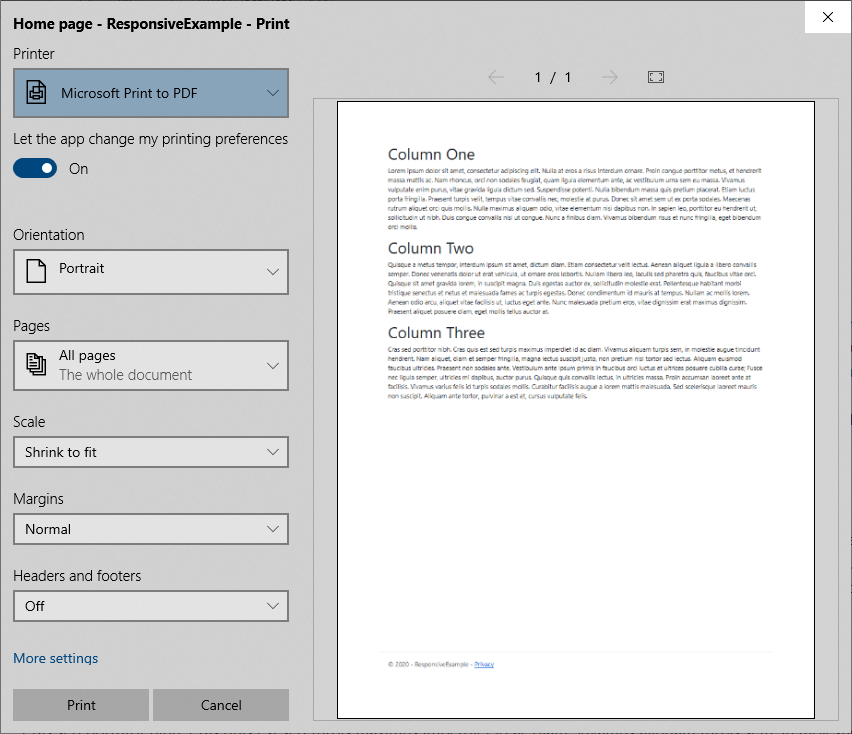 Home page - ResponsiveExample - Print
Printer
Microsoft Print to PDF
Let the app change my printing preferences
On
Orientation
Portrait
Pages
All pages
The whole document
Scale
Shrink to fit
Margins
Normal
Headers and footers
Off
More settings
Print
Cancel
1 / 1
Column One
Lorem ipsum dolor sit amet, consectetur adipiscing elit. Nulla at eros a risus interdum ornare. Proin congue porttitor metus, et hendrerit
massa mattis ac. Nam rhoncus, orci non sodales feugiat, quam ligula elementum ante, ac vestibulum urna sem eu massa. Vivamus
vulputate enim purus, vitae gravida ligula dictum sed. Suspendisse potenti. Nulla bibendum massa quis pretium placerat. Etiam luctus
porta fringilla. Praesent turpis velit, tempus vitae convallis nec, molestie at purus. Donec sit amet sem ut ex porta sodales. Maecenas
rutrum aliquet orci quis mollis. Nulla maximus aliquam odio, vitae elementum nisi dapibus non. In sapien leo, porttitor eu hendrerit ut,
sollicitudin ut nibh. Duis congue convallis nisi ut congue. Nunc a finibus diam. Vivamus bibendum risus et nunc fringilla, eget bibendum
orci mollis.
Column Two
Quisque a metus tempor, interdum ipsum sit amet, dictum diam. Etiam consectetur velit lectus. Aenean aliquet ligula a libero convallis
semper. Donec venenatis dolor ut erat vehicula, ut ornare eros lobortis. Nullam libero leo, iaculis sed pharetra quis, faucibus vitae orci.
Quisque sit amet gravida lorem, in suscipit magna. Duis egestas auctor ex, sollicitudin molestie erat. Pellentesque habitant morbi
tristique senectus et netus et malesuada fames ac turpis egestas. Donec condimentum id mauris at tempus. Nullam ac mollis lorem.
Aenean odio arcu, aliquet vitae facilisis ut, luctus eget ante. Nunc malesuada pretium eros, vitae dignissim erat maximus dignissim.
Praesent aliquet posuere diam, eget mollis tellus auctor at.
Column Three
Cras sed porttitor nibh. Cras quis est sed turpis maximus imperdiet id ac diam. Vivamus aliquam turpis sem, in molestie augue tincidunt
hendrerit. Nam aliquet, diam et semper fringilla, magna lectus suscipit justo, non pretium nisl tortor sed lectus. Aliquam euismod
faucibus ultricies. Praesent non sodales ante. Vestibulum ante ipsum primis in faucibus orci luctus et ultrices posuere cubilia curae; Fusce
nec ligula semper, ultricies mi dapibus, auctor purus. Quisque quis convallis lectus, in ultricies massa. Proin accumsan laoreet ante at
facilisis. Vivamus varius felis id turpis sodales mollis. Curabitur facilisis augue a lorem mattis malesuada. Sed scelerisque laoreet mauris
non suscipit. Aliquam ante tortor, pulvinar a est et, cursus vulputate felis.
© 2020 - ResponsiveExample - Privacy